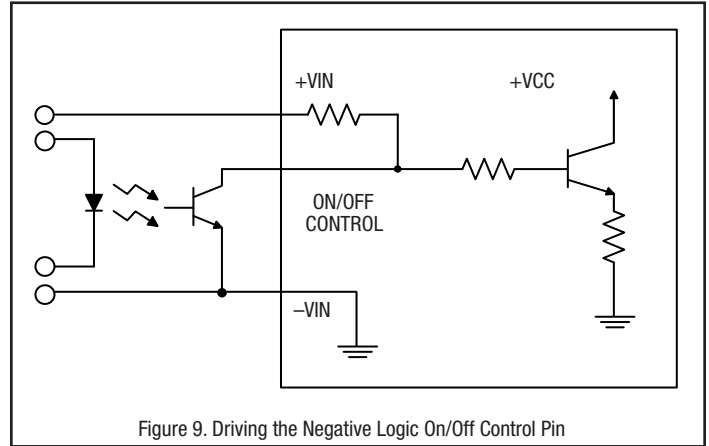 +VIN
+VCC
ON/OFF
CONTROL
–VIN
Figure 9. Driving the Negative Logic On/Off Control Pin